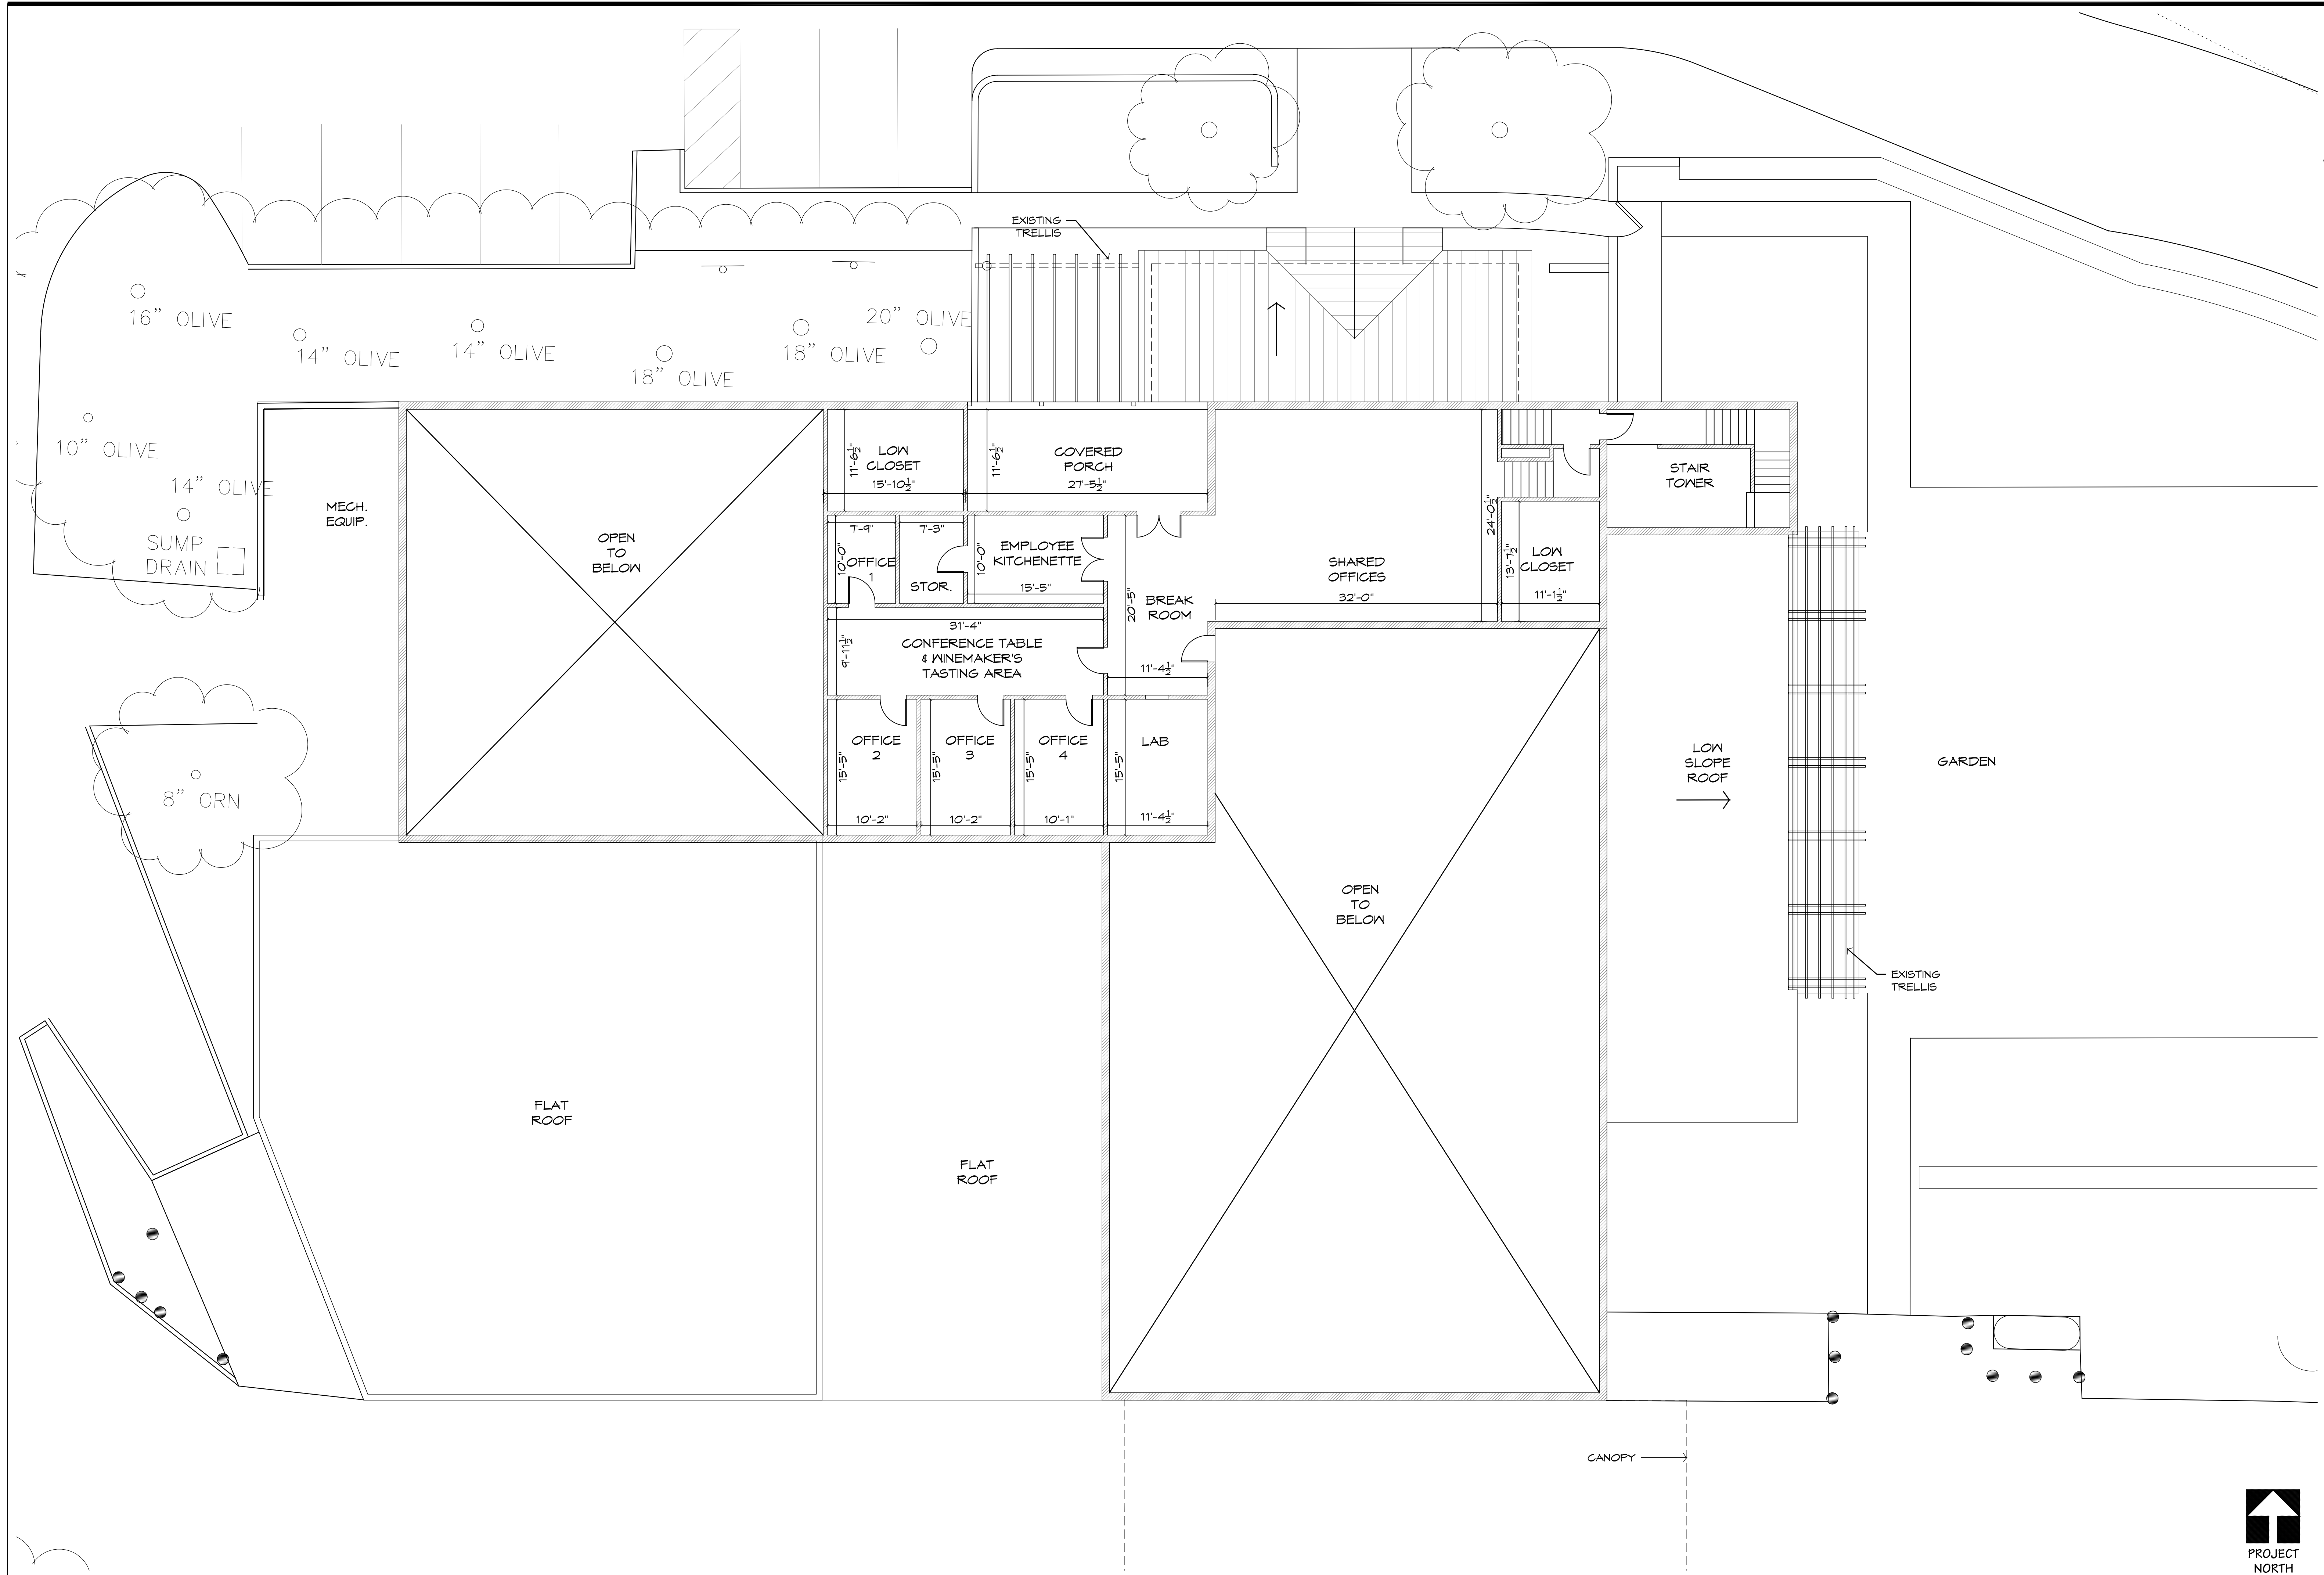 EXISTING
TRELLIS
16” OLIVE
14” OLIVE
14” OLIVE
18” OLIVE
18” OLIVE
20” OLIVE
10” OLIVE
14” OLIVE
SUMP
DRAIN
MECH.
EQUIP.
OPEN
TO
BELOW
11'-6½"
LOW
CLOSET
15'-10½"
11'-6½"
COVERED
PORCH
27'-5½"
7'-9"
10'-0"
OFFICE
1
7'-3"
STOR.
10'-0"
EMPLOYEE
KITCHENETTE
15'-5"
20'-5"
BREAK
ROOM
11'-4½"
SHARED
OFFICES
32'-0"
24'-0½"
13'-7½"
LOW
CLOSET
11'-1½"
STAIR
TOWER
31'-4"
9'-11½"
CONFERENCE TABLE
& WINEMAKER'S
TASTING AREA
OFFICE
2
15'-5"
10'-2"
OFFICE
3
15'-5"
10'-2"
OFFICE
4
15'-5"
10'-1"
LAB
15'-5"
11'-4½"
8” ORN
LOW
SLOPE
ROOF
GARDEN
OPEN
TO
BELOW
EXISTING
TRELLIS
FLAT
ROOF
FLAT
ROOF
CANOPY
PROJECT
NORTH